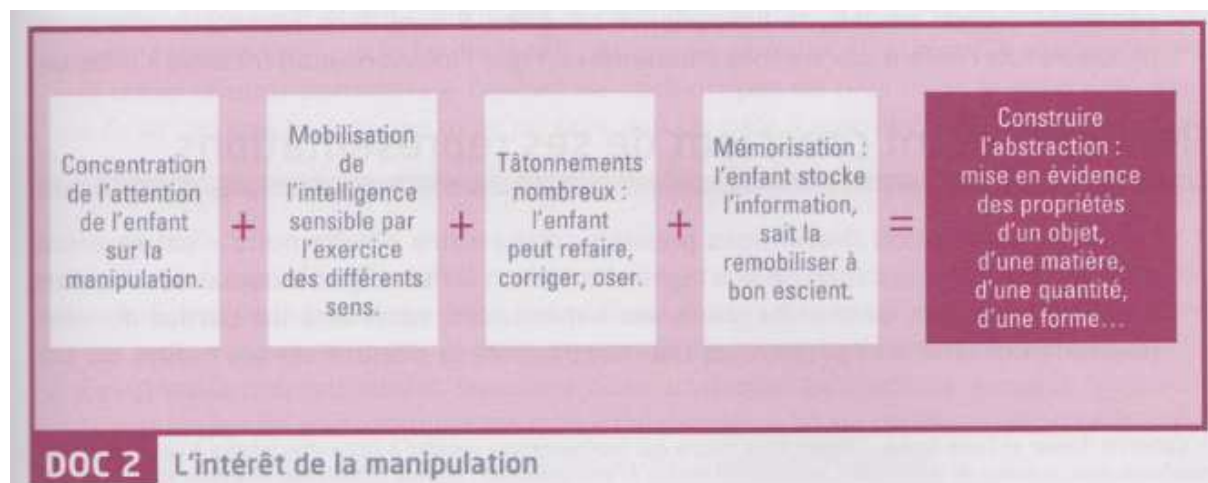 Concentration
de l'attention
de l'enfant
sur la
manipulation.
+
Mobilisation
de
l'intelligence
sensible par
l'exercice
des différents
sens.
+
Tâtonnements
nombreux :
l'enfant
peut refaire,
corriger, oser.
+
Mémorisation :
l'enfant stocke
l'information,
sait la
remobiliser à
bon escient.
=
Construire
l'abstraction :
mise en évidence
des propriétés
d'un objet,
d'une matière,
d'une quantité,
d'une forme…
DOC 2 L'intérêt de la manipulation